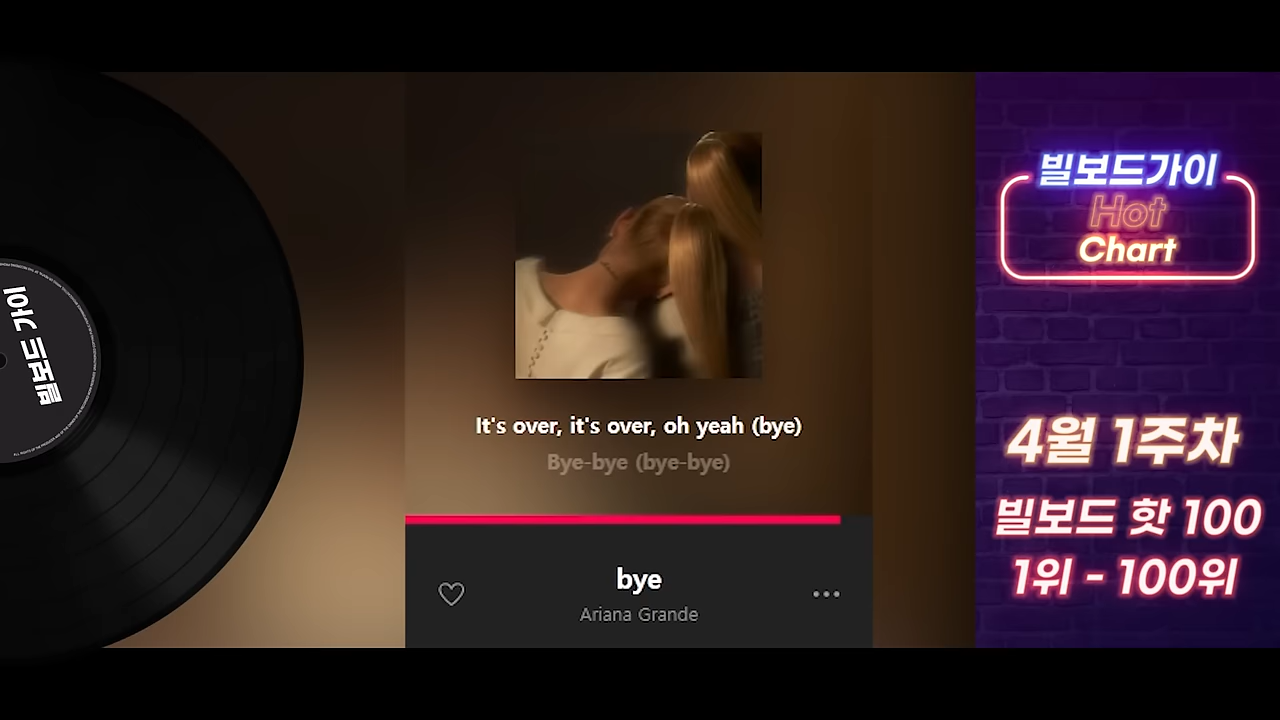 빌보드가이
It's over, it's over, oh yeah (bye)
Bye-bye (bye-bye)
bye
Ariana Grande
빌보드가이
Hot
Chart
4월 1주차
빌보드 핫 100
1위 - 100위